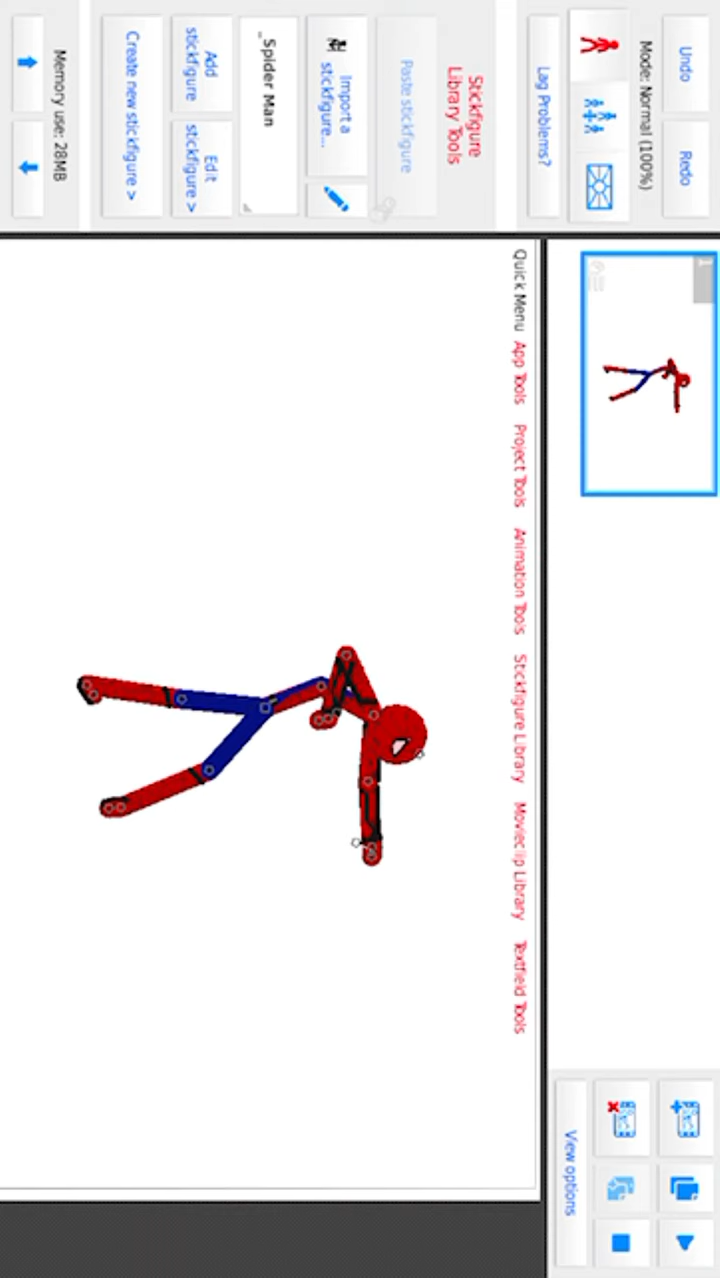 Undo
Redo
Mode: Normal (100%)
Lag Problems?
Stickfigure
Library Tools
Paste stickfigure
Import a
stickfigure...
_Spider Man
Add
stickfigure
Edit
stickfigure >
Create new stickfigure >
Memory use: 28MB
1
View options
Quick Menu App Tools Project Tools Animation Tools Stickfigure Library Movieclip Library Textfield Tools